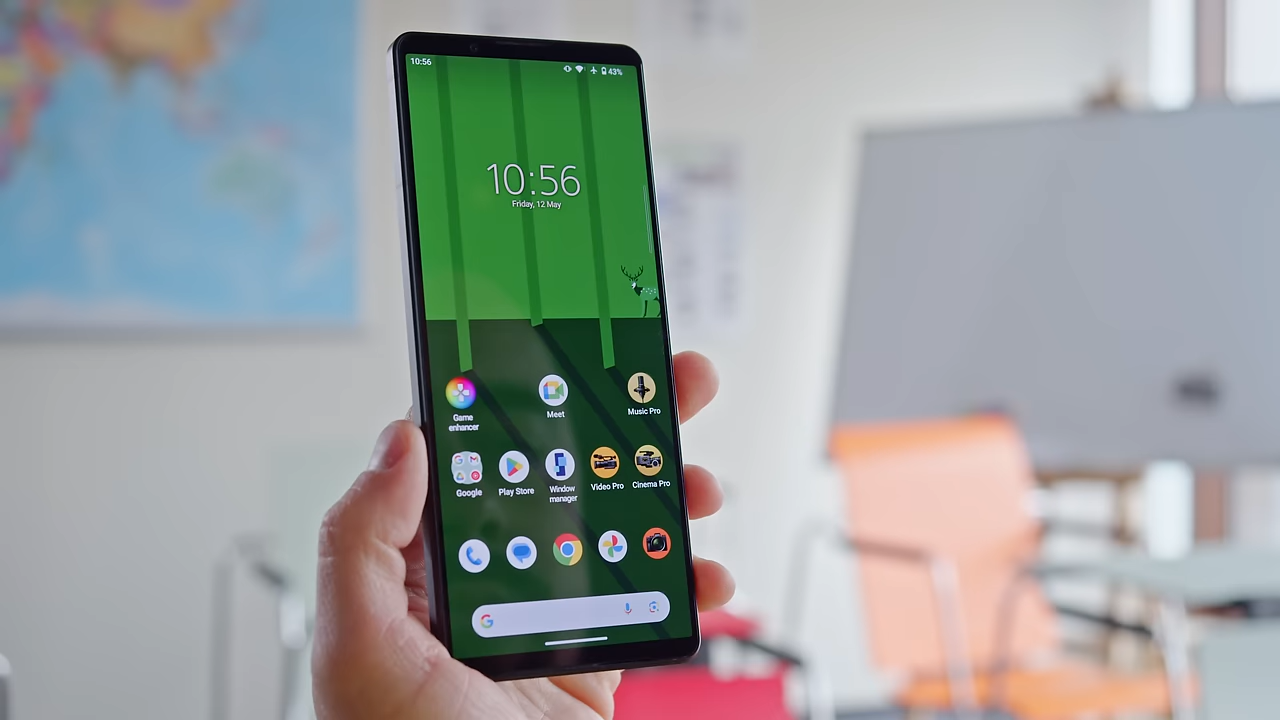 10:56
43%
10:56
Friday, 12 May
Game
enhancer
Meet
Music Pro
Google
Play Store
Window
manager
Video Pro
Cinema Pro